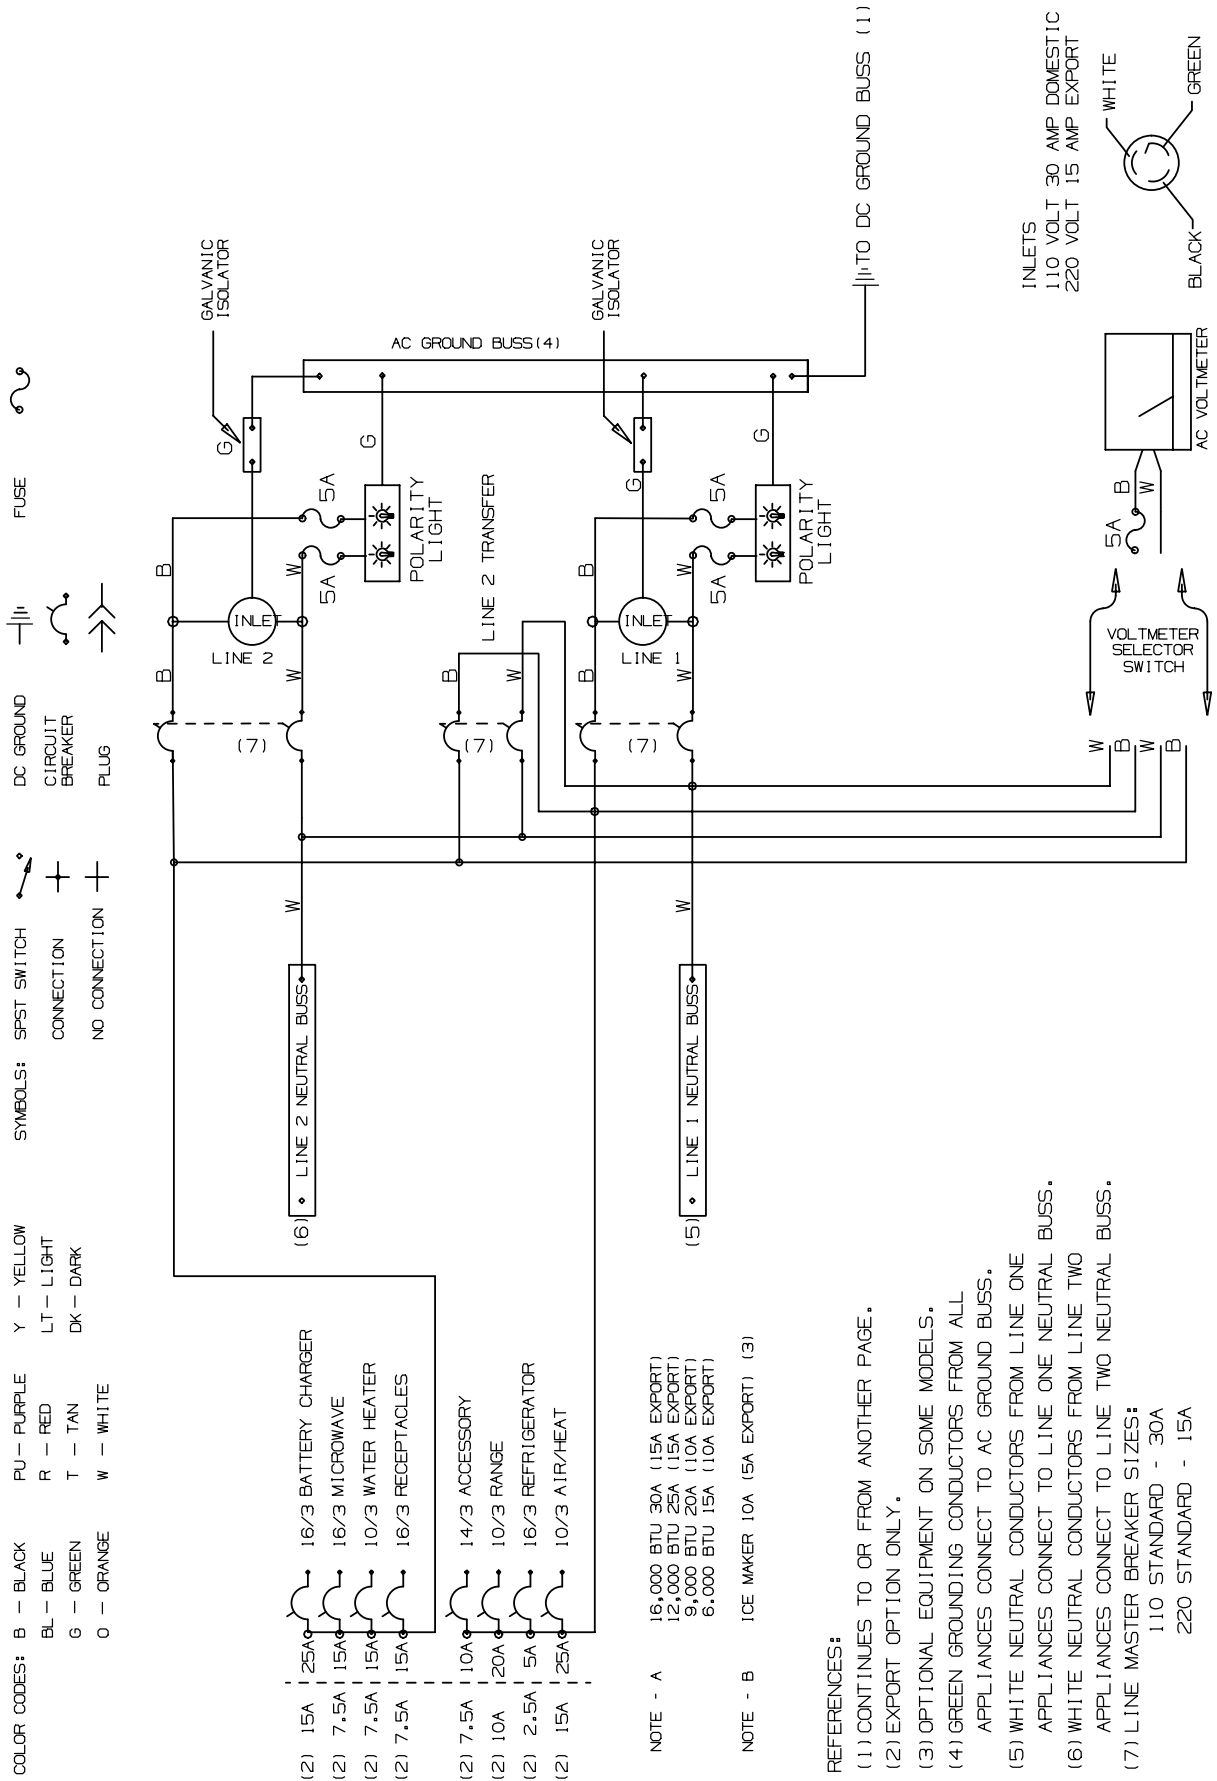 COLOR CODES: B - BLACK PU - PURPLE Y - YELLOW
BL - BLUE R - RED LT - LIGHT
G - GREEN T - TAN DK - DARK
O - ORANGE W - WHITE
SYMBOLS: SPST SWITCH DC GROUND FUSE
CONNECTION CIRCUIT
BREAKER
NO CONNECTION PLUG
B B
(7)
INLET
LINE 2
W W W
G
GALVANIC
ISOLATOR
5A
5A
G
POLARITY
LIGHT
AC GROUND BUSS(4)
(6) LINE 2 NEUTRAL BUSS
LINE 2 TRANSFER
B
W
(7)
B B
(7)
INLET
LINE 1
W W W
G
GALVANIC
ISOLATOR
5A
5A
G
POLARITY
LIGHT
(5) LINE 1 NEUTRAL BUSS
TO DC GROUND BUSS (1)
(2) 15A 25A 16/3 BATTERY CHARGER
(2) 7.5A 15A 16/3 MICROWAVE
(2) 7.5A 15A 10/3 WATER HEATER
(2) 7.5A 15A 16/3 RECEPTACLES
(2) 7.5A 10A 14/3 ACCESSORY
(2) 10A 20A 10/3 RANGE
(2) 2.5A 5A 16/3 REFRIGERATOR
(2) 15A 25A 10/3 AIR/HEAT
NOTE - A 16,000 BTU 30A (15A EXPORT)
12,000 BTU 25A (15A EXPORT)
9,000 BTU 20A (10A EXPORT)
6,000 BTU 15A (10A EXPORT)
NOTE - B ICE MAKER 10A (5A EXPORT) (3)
REFERENCES:
(1) CONTINUES TO OR FROM ANOTHER PAGE.
(2) EXPORT OPTION ONLY.
(3) OPTIONAL EQUIPMENT ON SOME MODELS.
(4) GREEN GROUNDING CONDUCTORS FROM ALL
APPLIANCES CONNECT TO AC GROUND BUSS.
(5) WHITE NEUTRAL CONDUCTORS FROM LINE ONE
APPLIANCES CONNECT TO LINE ONE NEUTRAL BUSS.
(6) WHITE NEUTRAL CONDUCTORS FROM LINE TWO
APPLIANCES CONNECT TO LINE TWO NEUTRAL BUSS.
(7) LINE MASTER BREAKER SIZES:
110 STANDARD - 30A
220 STANDARD - 15A
W
B
W
B
VOLTMETER
SELECTOR
SWITCH
5A
B
W
AC VOLTMETER
INLETS
110 VOLT 30 AMP DOMESTIC
220 VOLT 15 AMP EXPORT
WHITE
BLACK
GREEN